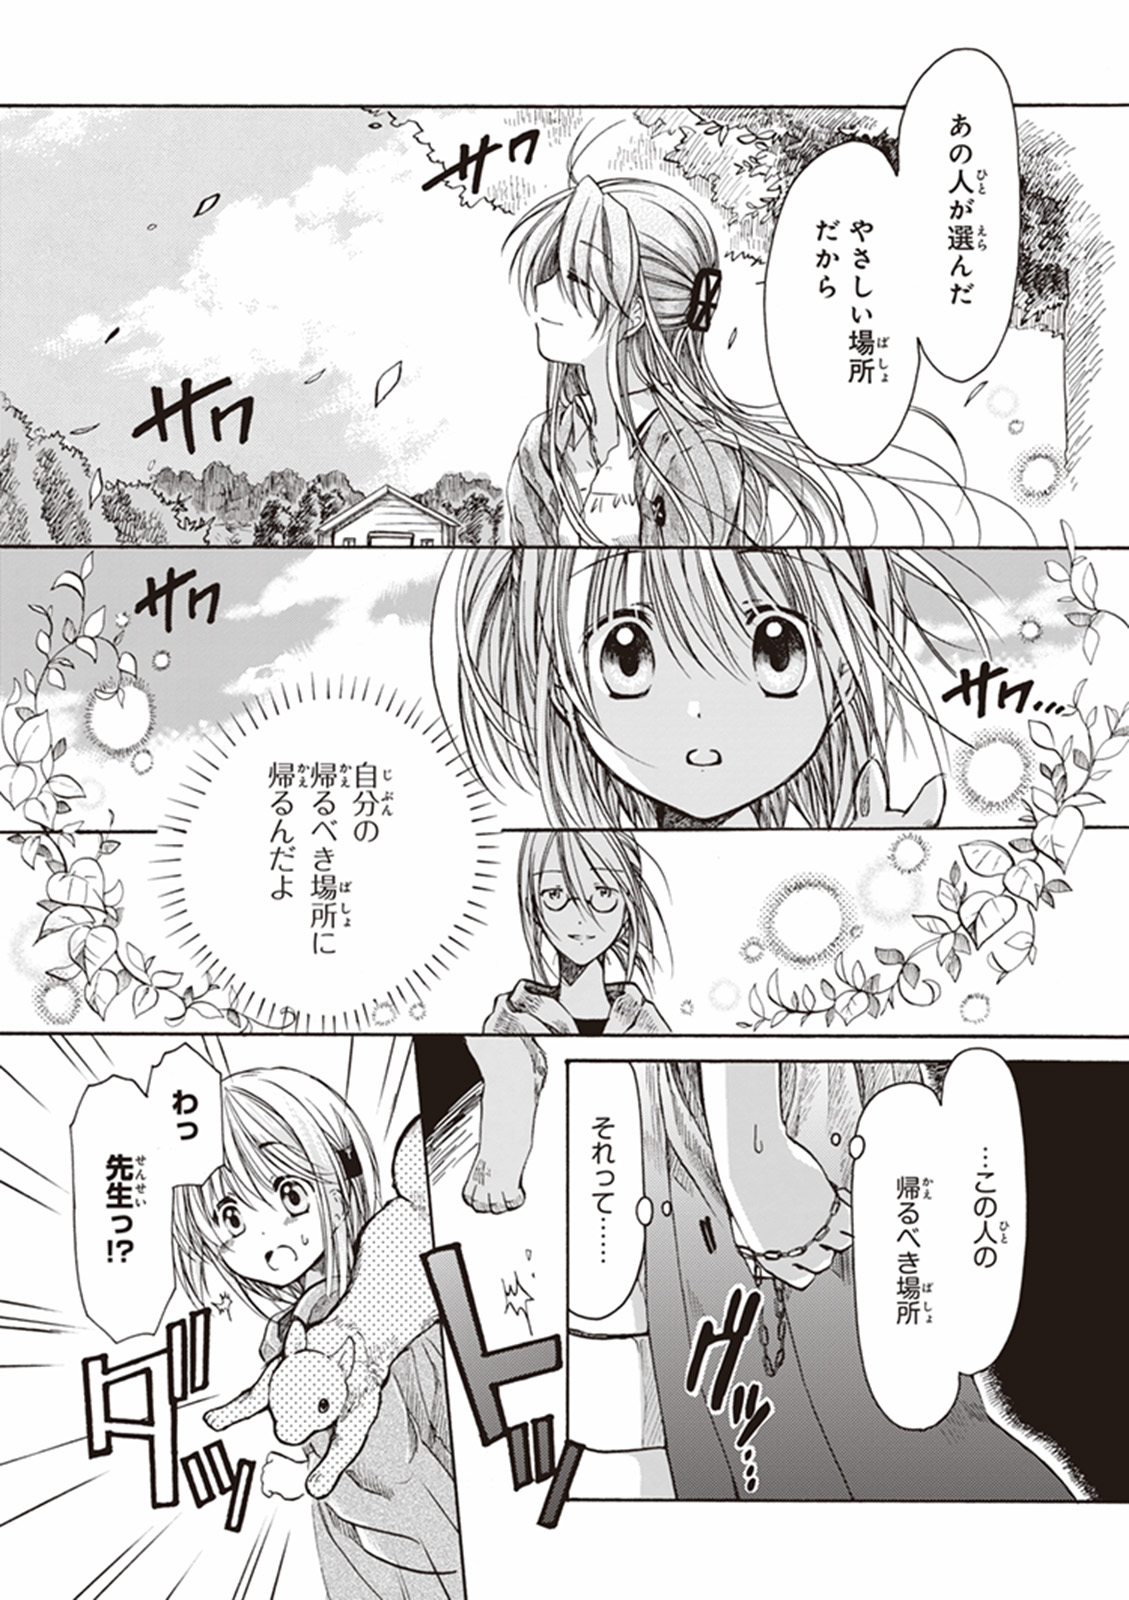 あの人が選んだ
やさしい場所
だから
サワ
サワ
サワ
サワ…
自分の
帰るべき場所に
帰るんだよ
…この人の
帰るべき場所
それって……
ぐっ…
トッ
わっ
先生っ!?
ダッ